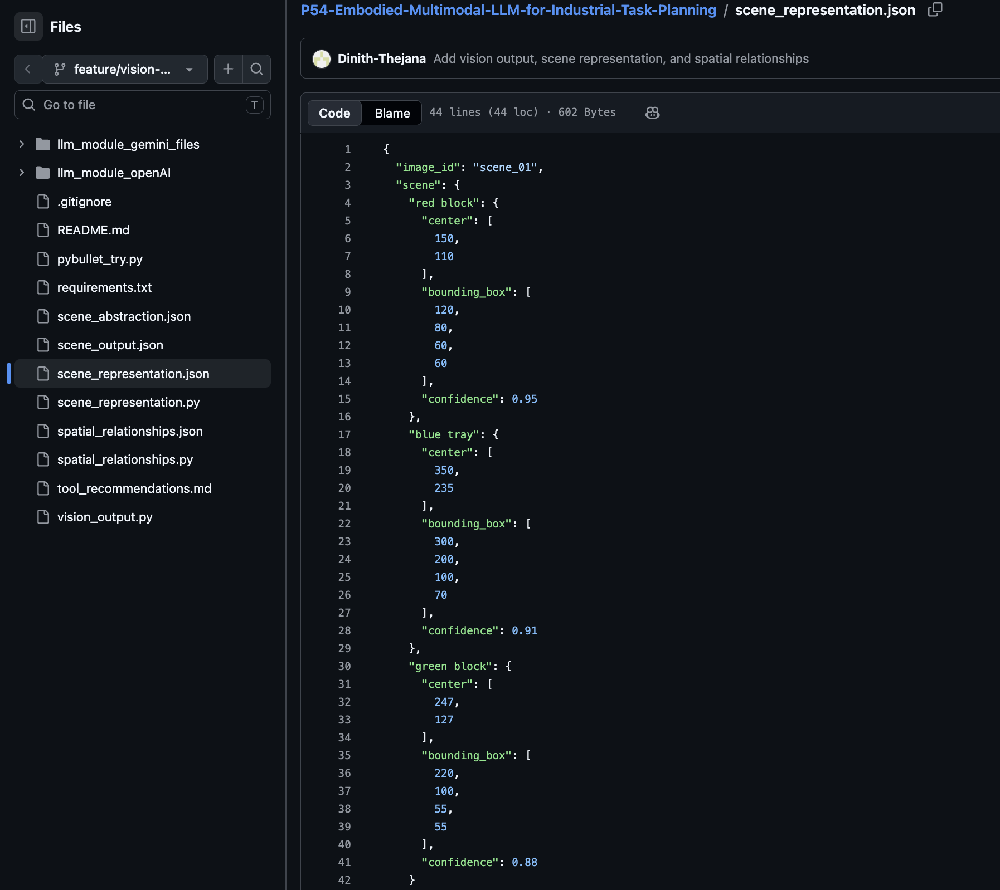 Files
feature/vision-...
Go to file
T
llm_module_gemini_files
llm_module_openAI
.gitignore
README.md
pybullet_try.py
requirements.txt
scene_abstraction.json
scene_output.json
scene_representation.json
scene_representation.py
spatial_relationships.json
spatial_relationships.py
tool_recommendations.md
vision_output.py
P54-Embodied-Multimodal-LLM-for-Industrial-Task-Planning / scene_representation.json
Dinith-Thejana Add vision output, scene representation, and spatial relationships
Code Blame 44 lines (44 loc) · 602 Bytes
1 {
2 "image_id": "scene_01",
3 "scene": {
4 "red block": {
5 "center": [
6 150,
7 110
8 ],
9 "bounding_box": [
10 120,
11 80,
12 60,
13 60
14 ],
15 "confidence": 0.95
16 },
17 "blue tray": {
18 "center": [
19 350,
20 235
21 ],
22 "bounding_box": [
23 300,
24 200,
25 100,
26 70
27 ],
28 "confidence": 0.91
29 },
30 "green block": {
31 "center": [
32 247,
33 127
34 ],
35 "bounding_box": [
36 220,
37 100,
38 55,
39 55
40 ],
41 "confidence": 0.88
42 }